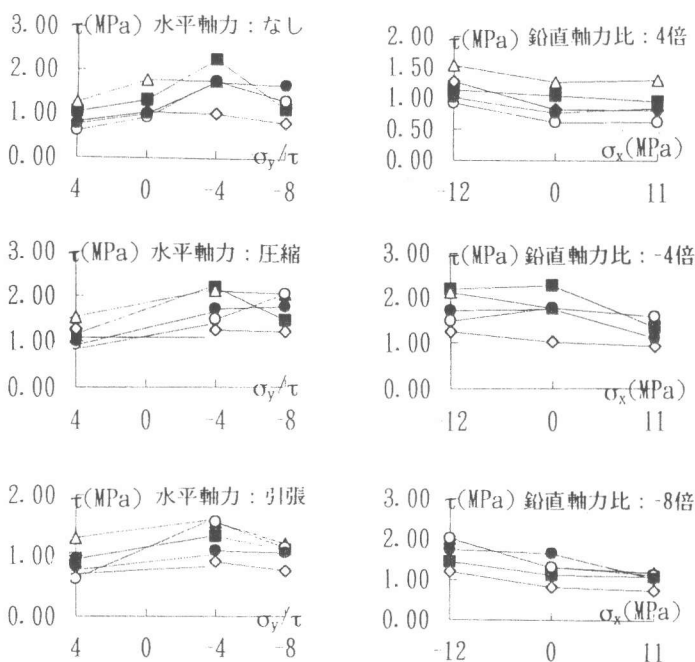 3.00 τ(MPa) 水平軸力：なし
2.00
1.00
0.00 σy/τ
4 0 -4 -8
2.00 τ(MPa) 鉛直軸力比：4倍
1.50
1.00
0.50
0.00 σx(MPa)
-12 0 11
3.00 τ(MPa) 水平軸力：圧縮
2.00
1.00
0.00 σy/τ
4 0 -4 -8
3.00 τ(MPa) 鉛直軸力比：-4倍
2.00
1.00
0.00 σx(MPa)
-12 0 11
2.00 τ(MPa) 水平軸力：引張
1.00
0.00 σy/τ
4 0 -4 -8
3.00 τ(MPa) 鉛直軸力比：-8倍
2.00
1.00
0.00 σx(MPa)
-12 0 11